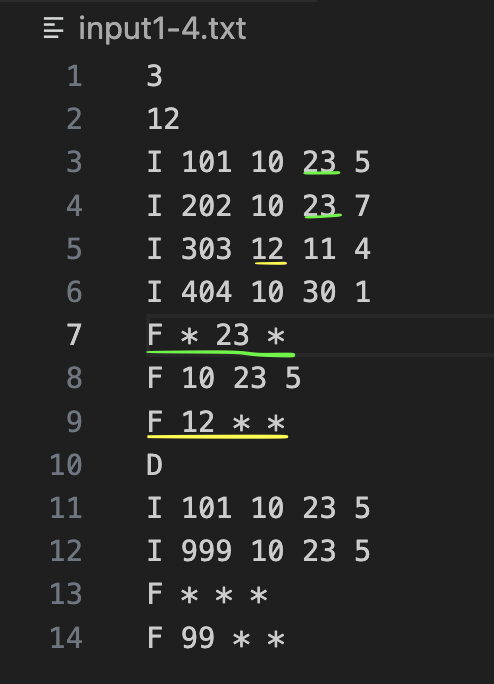 input1-4.txt
1 3
2 12
3 I 101 10 23 5
4 I 202 10 23 7
5 I 303 12 11 4
6 I 404 10 30 1
7 F * 23 *
8 F 10 23 5
9 F 12 * *
10 D
11 I 101 10 23 5
12 I 999 10 23 5
13 F * * *
14 F 99 * *